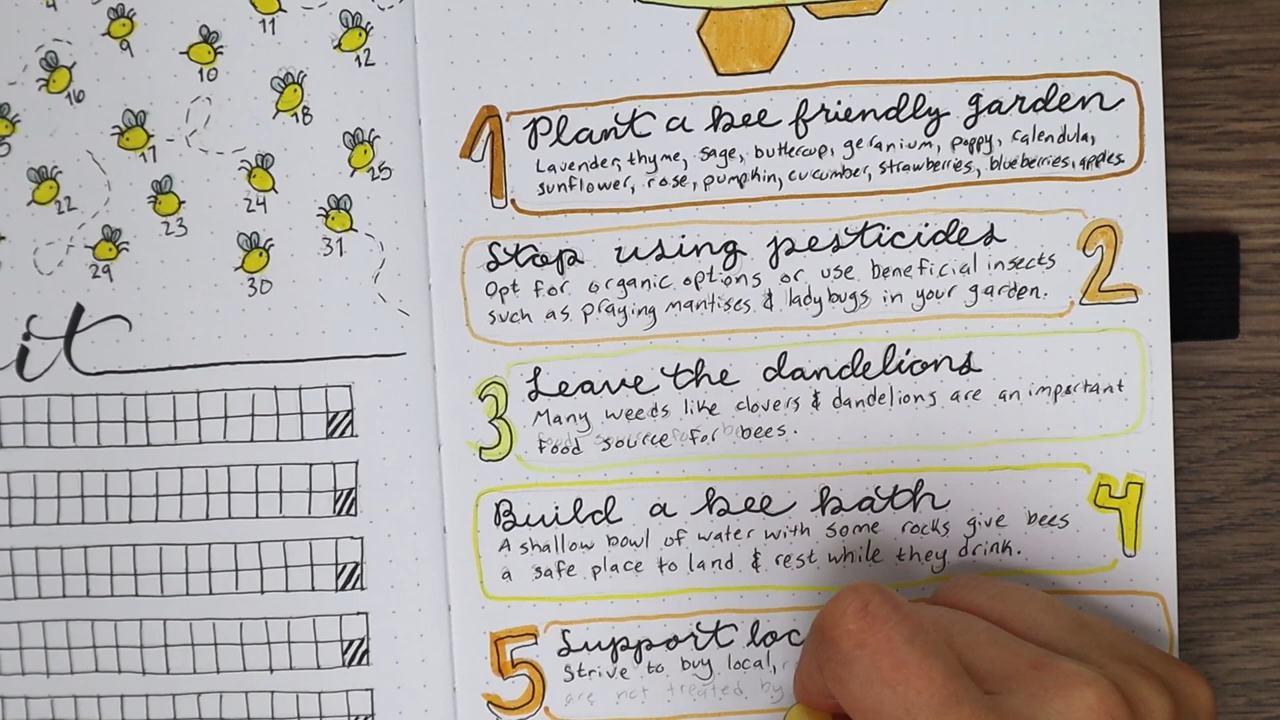 9
10
11
12
16
17
18
22
23
24
25
29
30
31
it
1 Plant a bee friendly garden
Lavender, thyme, sage, buttercup, geranium, poppy, calendula,
sunflower, rose, pumpkin, cucumber, strawberries, blueberries, apples
Stop using pesticides 2
Opt for organic options or use beneficial insects
such as praying mantises & ladybugs in your garden.
3 Leave the dandelions
Many weeds like clovers & dandelions are an important
food source for bees.
Build a bee bath 4
A shallow bowl of water with some rocks give bees
a safe place to land & rest while they drink.
5 Support loc
Strive to buy local,
are not treated by